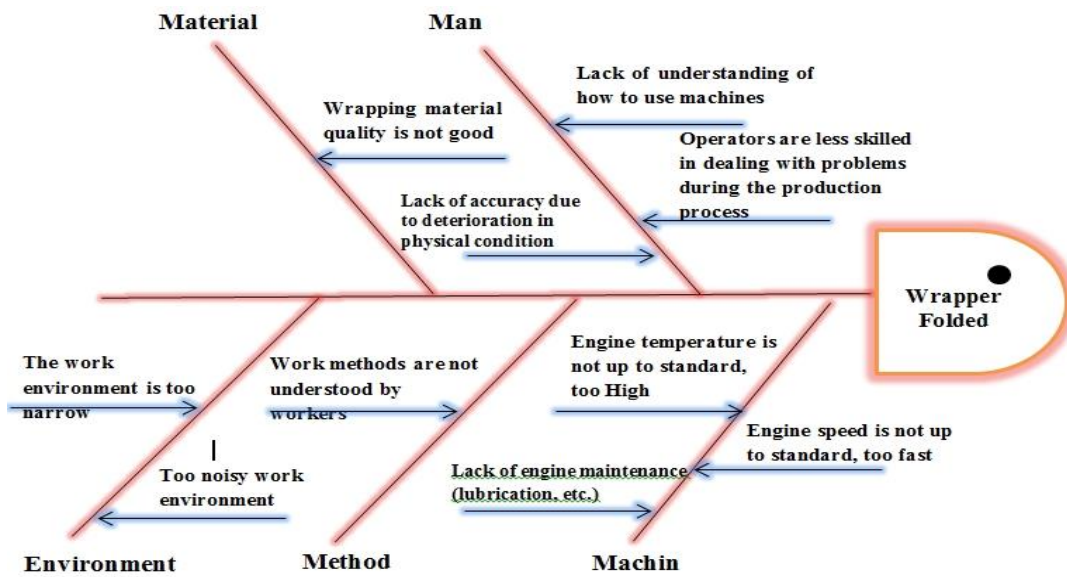 Material
Man
Lack of understanding of
how to use machines
Wrapping material
quality is not good
Operators are less skilled
in dealing with problems
during the production
process
Lack of accuracy due
to deterioration in
physical condition
Wrapper
Folded
The work
environment is too
narrow
Work methods are not
understood by
workers
Engine temperature is
not up to standard,
too High
Engine speed is not up
to standard, too fast
Too noisy work
environment
Lack of engine maintenance
(lubrication, etc.)
Environment
Method
Machin